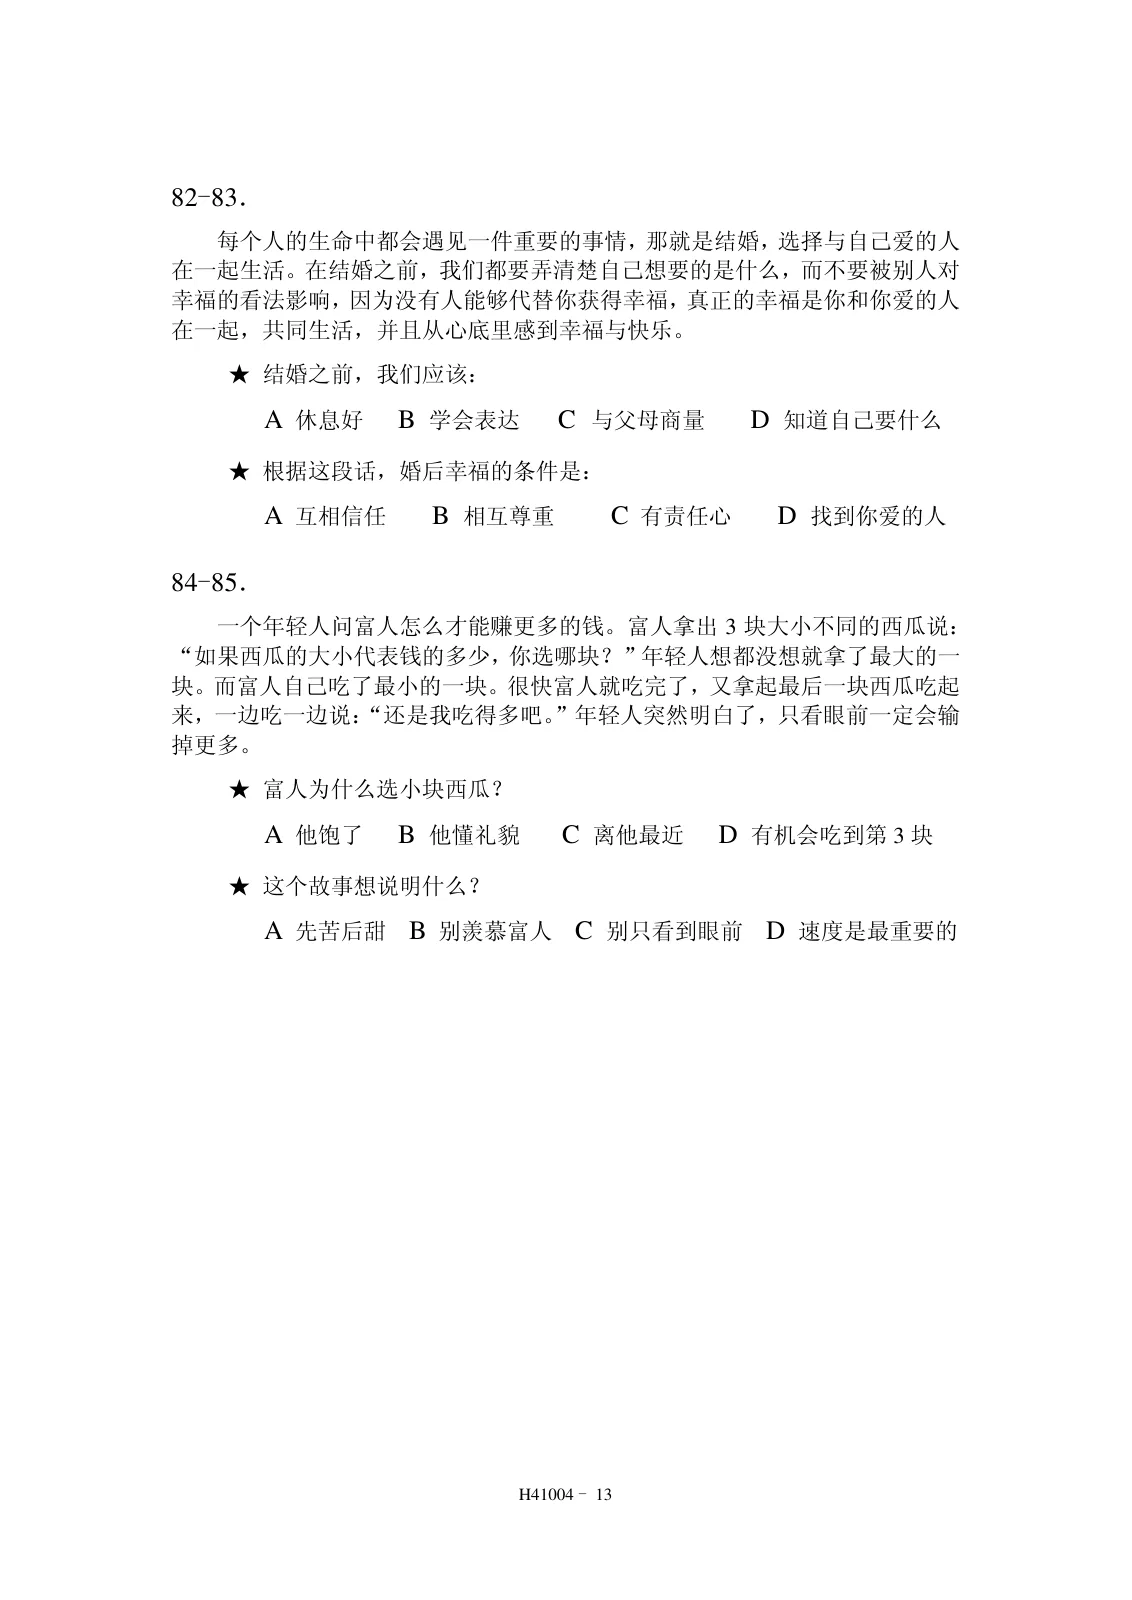 82-83.
每个人的生命中都会遇见一件重要的事情，那就是结婚，选择与自己爱的人
在一起生活。在结婚之前，我们都要弄清楚自己想要的是什么，而不要被别人对
幸福的看法影响，因为没有人能够代替你获得幸福，真正的幸福是你和你爱的人
在一起，共同生活，并且从心底里感到幸福与快乐。
★ 结婚之前，我们应该：
A 休息好 B 学会表达 C 与父母商量 D 知道自己要什么
★ 根据这段话，婚后幸福的条件是：
A 互相信任 B 相互尊重 C 有责任心 D 找到你爱的人
84-85.
一个年轻人问富人怎么才能赚更多的钱。富人拿出 3 块大小不同的西瓜说：
“如果西瓜的大小代表钱的多少，你选哪块？”年轻人想都没想就拿了最大的一
块。而富人自己吃了最小的一块。很快富人就吃完了，又拿起最后一块西瓜吃起
来，一边吃一边说：“还是我吃得多吧。”年轻人突然明白了，只看眼前一定会输
掉更多。
★ 富人为什么选小块西瓜？
A 他饱了 B 他懂礼貌 C 离他最近 D 有机会吃到第 3 块
★ 这个故事想说明什么？
A 先苦后甜 B 别羡慕富人 C 别只看到眼前 D 速度是最重要的
H41004 - 13